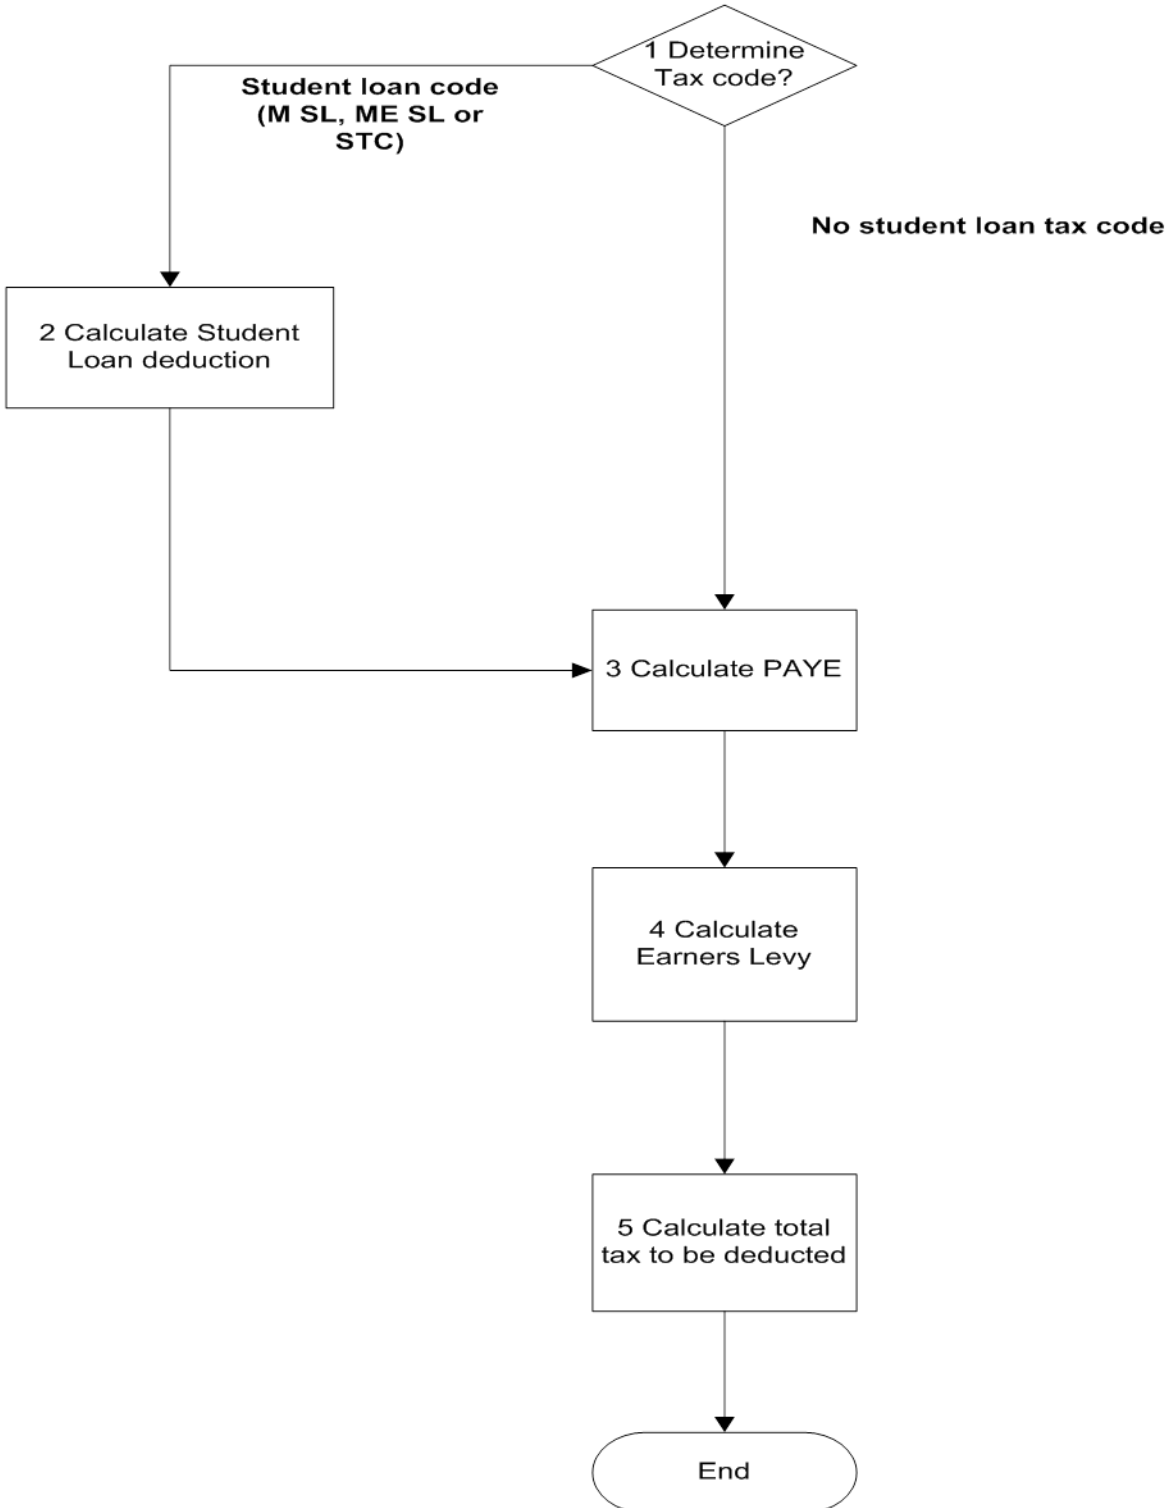 1 Determine
Tax code?
Student loan code
(M SL, ME SL or
STC)
No student loan tax code
2 Calculate Student
Loan deduction
3 Calculate PAYE
4 Calculate
Earners Levy
5 Calculate total
tax to be deducted
End